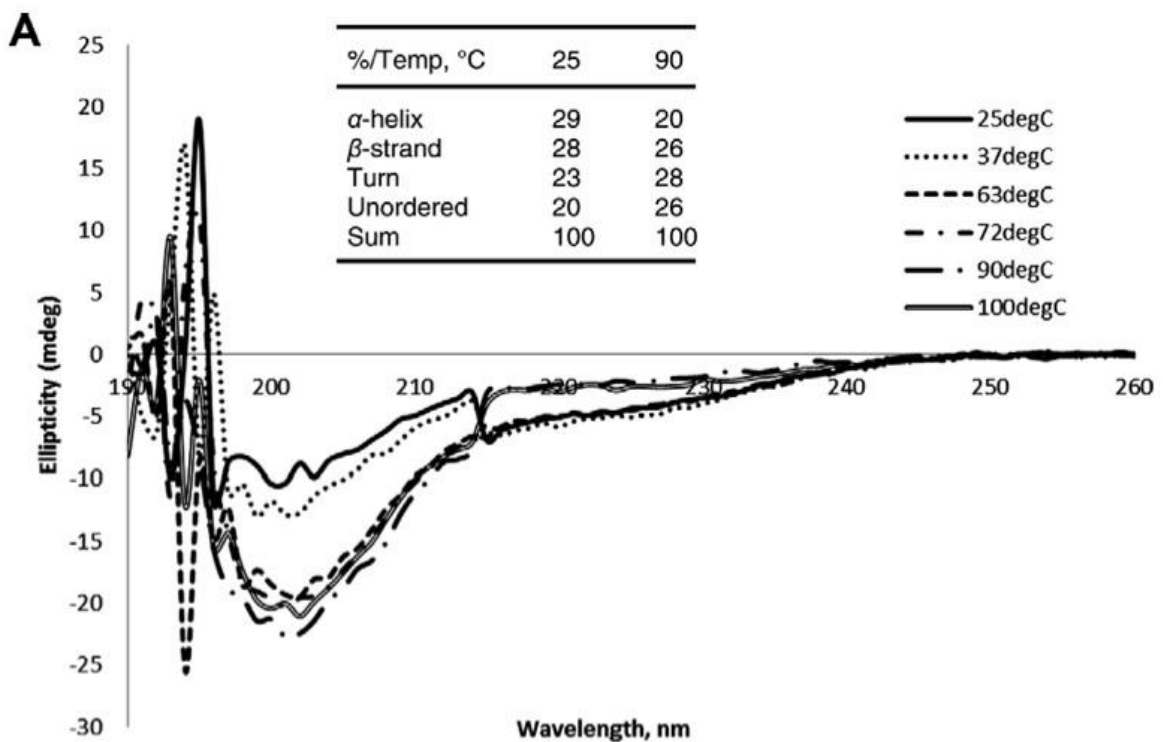 A
%/Temp, °C 25 90
α-helix 29 20
β-strand 28 26
Turn 23 28
Unordered 20 26
Sum 100 100
25degC
37degC
63degC
72degC
90degC
100degC
Ellipticity (mdeg)
25
20
15
10
5
0
-5
-10
-15
-20
-25
-30
190 200 210 220 230 240 250 260
Wavelength, nm